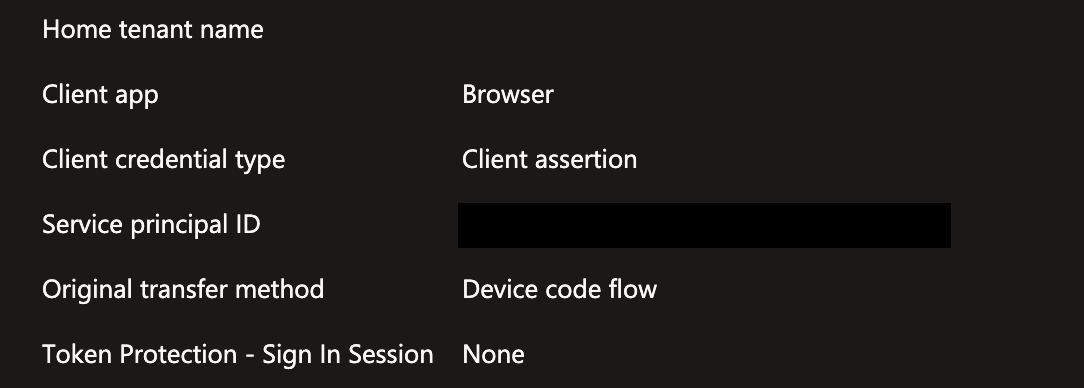 Home tenant name
Client app Browser
Client credential type Client assertion
Service principal ID
Original transfer method Device code flow
Token Protection - Sign In Session None